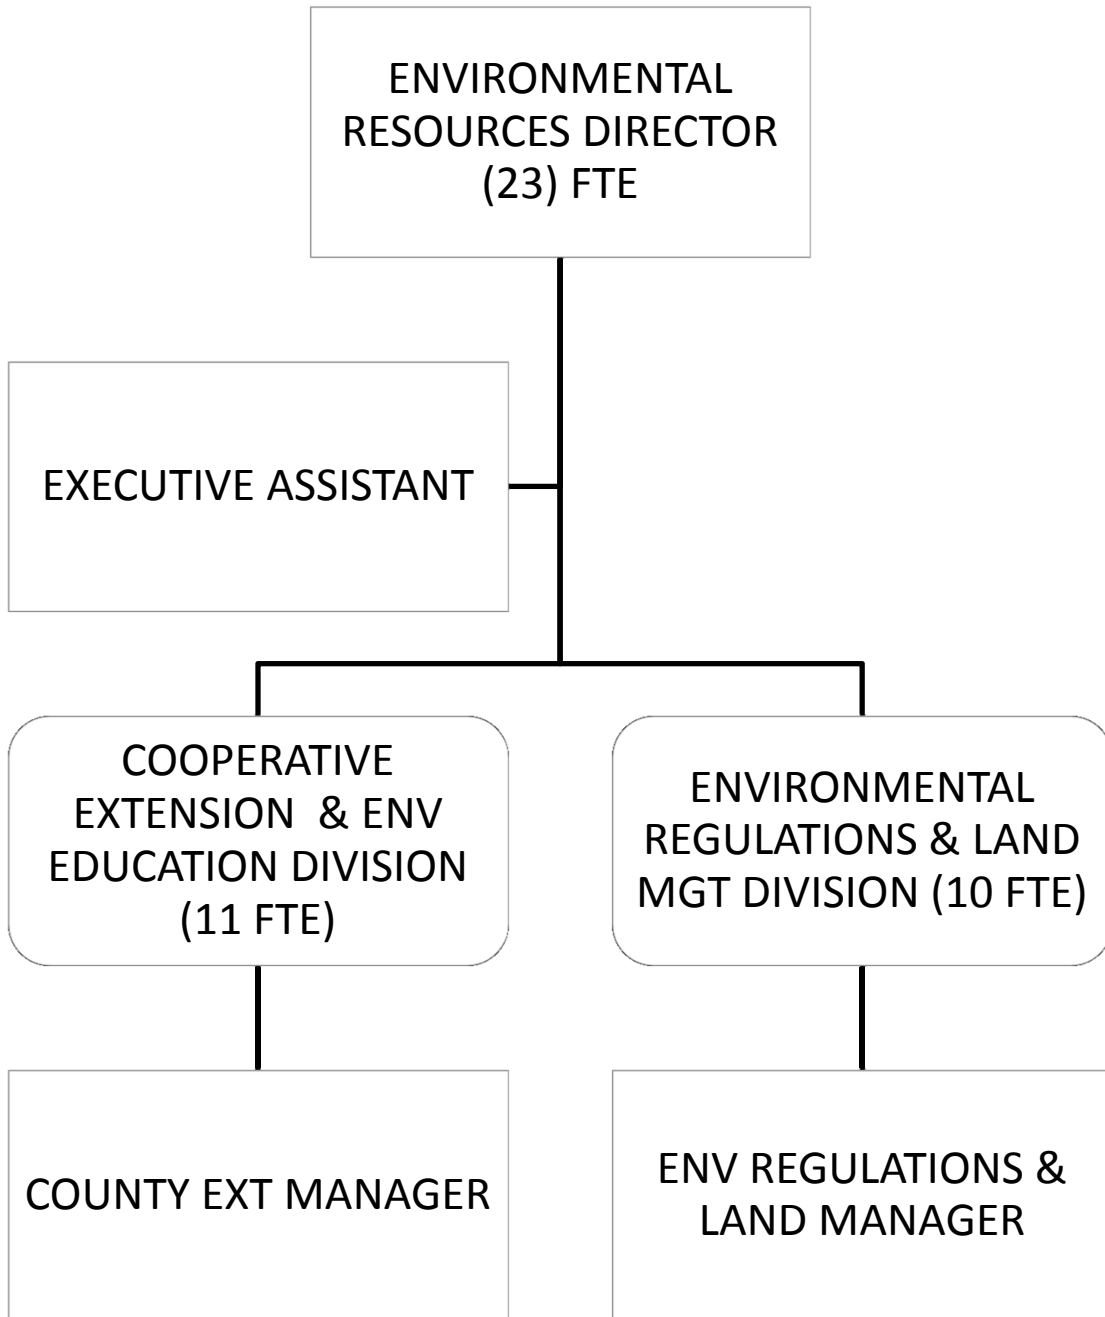 ENVIRONMENTAL
RESOURCES DIRECTOR
(23) FTE
EXECUTIVE ASSISTANT
COOPERATIVE
EXTENSION & ENV
EDUCATION DIVISION
(11 FTE)
ENVIRONMENTAL
REGULATIONS & LAND
MGT DIVISION (10 FTE)
COUNTY EXT MANAGER
ENV REGULATIONS &
LAND MANAGER